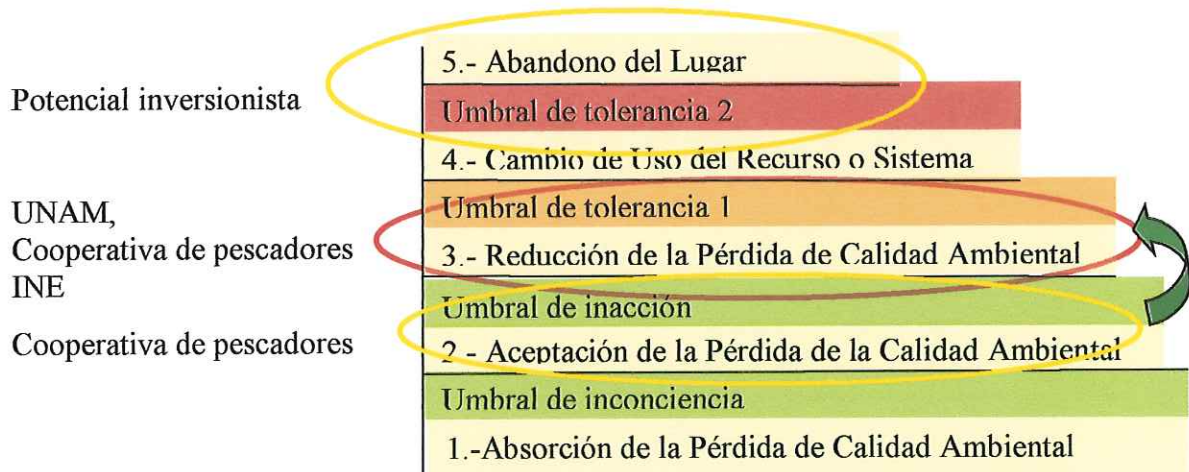 5.- Abandono del Lugar
Potencial inversionista
Umbral de tolerancia 2
4.- Cambio de Uso del Recurso o Sistema
UNAM,
Cooperativa de pescadores
INE
Umbral de tolerancia 1
3.- Reducción de la Pérdida de Calidad Ambiental
Umbral de inacción
Cooperativa de pescadores
2 - Aceptación de la Pérdida de la Calidad Ambiental
Umbral de inconciencia
1.-Absorción de la Pérdida de Calidad Ambiental